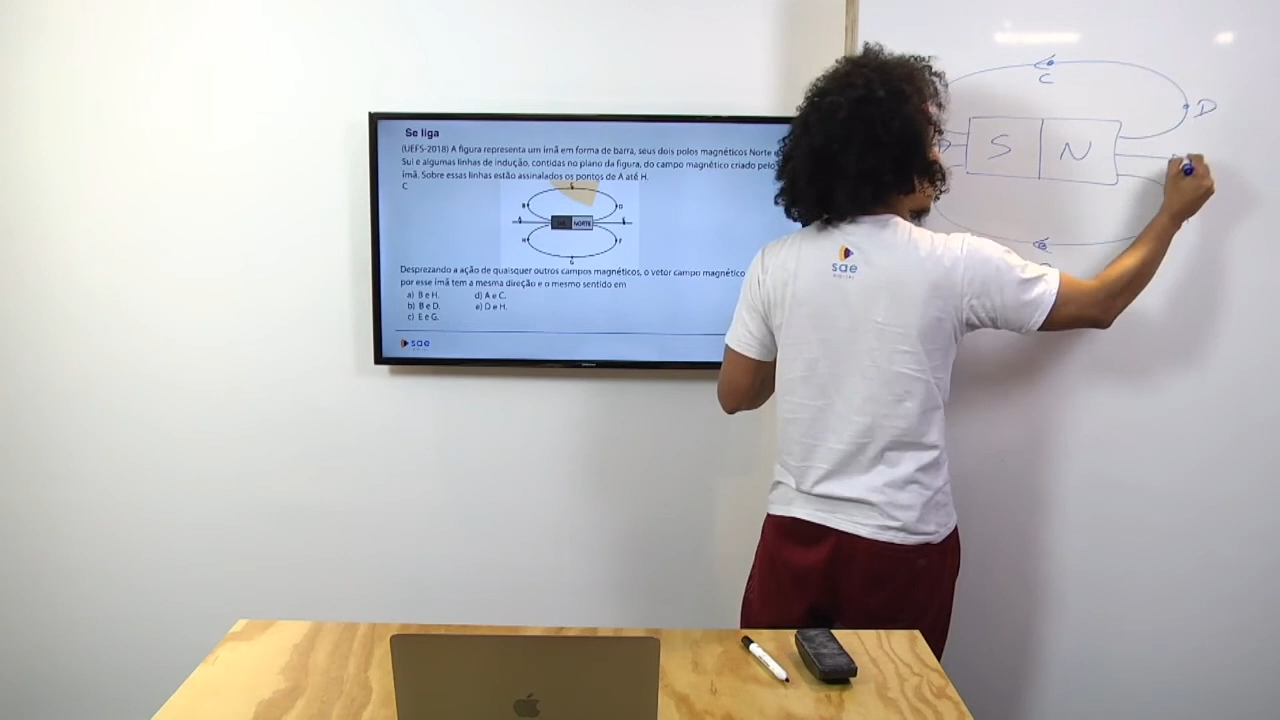 Se liga
(UEFS-2018) A figura representa um ímã em forma de barra, seus dois polos magnéticos Norte e
Sul e algumas linhas de indução, contidas no plano da figura, do campo magnético criado pelo
ímã. Sobre essas linhas estão assinalados os pontos de A até H.
C
C
B D
A E
NORTE
H F
G
Desprezando a ação de quaisquer outros campos magnéticos, o vetor campo magnético
por esse ímã tem a mesma direção e o mesmo sentido em
a) B e H. d) A e C.
b) B e D. e) D e H.
c) E e G.
sae
sae
DIGITAL
C
D
S N